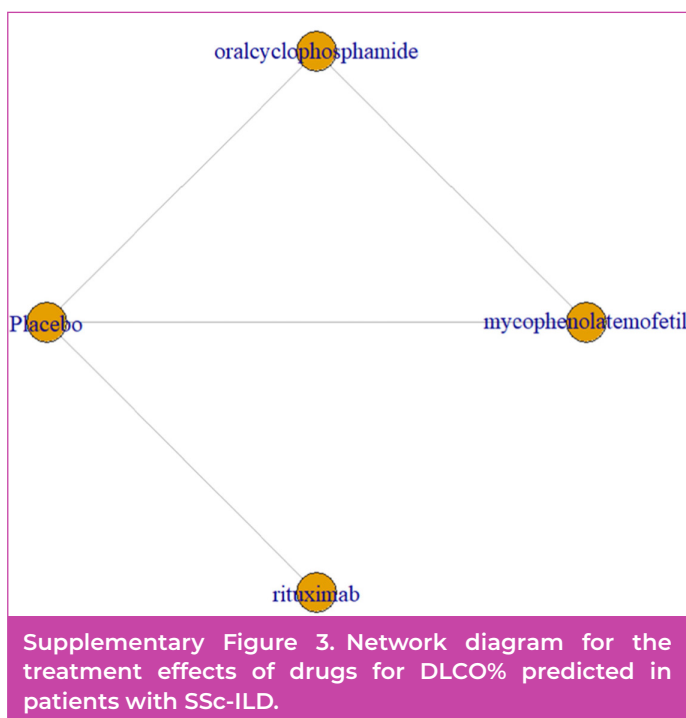 oralcyclophosphamide
Placebo
mycophenolatemofetil
rituximab
Supplementary Figure 3. Network diagram for the
treatment effects of drugs for DLCO% predicted in
patients with SSc-ILD.